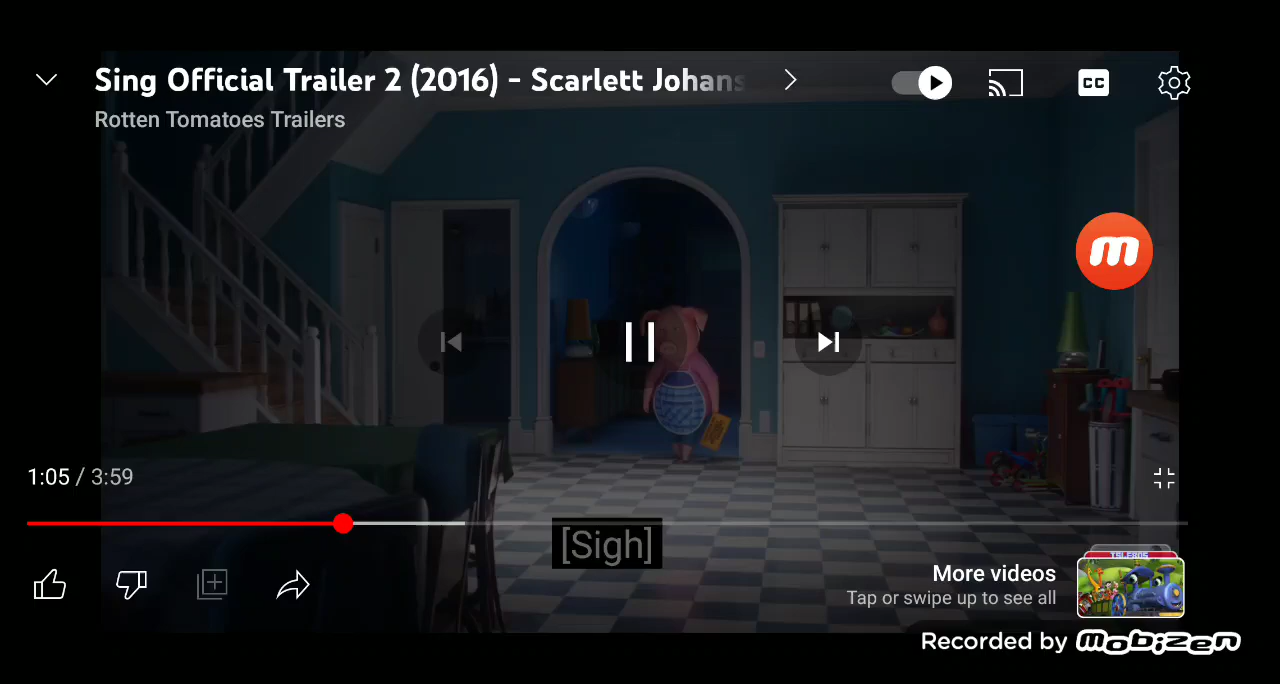 Sing Official Trailer 2 (2016) - Scarlett Johans
Rotten Tomatoes Trailers
CC
m
1:05 / 3:59
[Sigh]
More videos
Tap or swipe up to see all
Recorded by mobizen